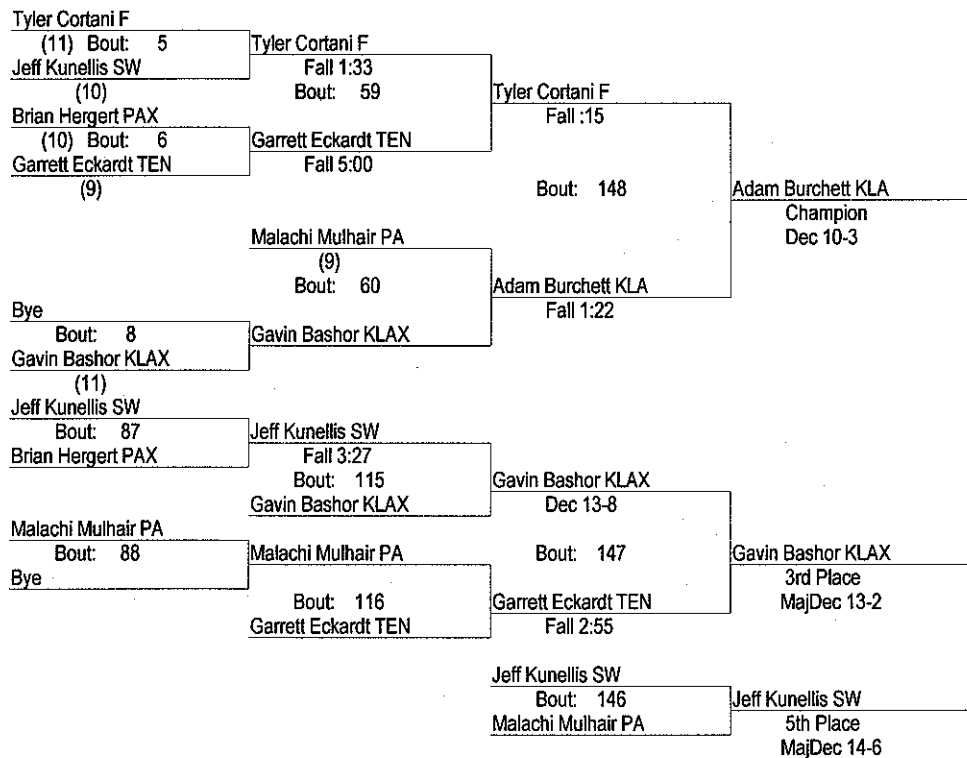 Tyler Cortani F
(11) Bout: 5
Jeff Kunellis SW
(10)
Brian Hergert PAX
(10) Bout: 6
Garrett Eckardt TEN
(9)
Bye
Bout: 8
Gavin Bashor KLAX
(11)
Tyler Cortani F
Fall 1:33
Bout: 59
Garrett Eckardt TEN
Fall 5:00
Malachi Mulhair PA
(9)
Bout: 60
Gavin Bashor KLAX
Tyler Cortani F
Fall :15
Bout: 148
Adam Burchett KLA
Fall 1:22
Adam Burchett KLA
Champion
Dec 10-3
Jeff Kunellis SW
Bout: 87
Brian Hergert PAX
Malachi Mulhair PA
Bout: 88
Bye
Jeff Kunellis SW
Fall 3:27
Bout: 115
Gavin Bashor KLAX
Malachi Mulhair PA
Bout: 116
Garrett Eckardt TEN
Gavin Bashor KLAX
Dec 13-8
Bout: 147
Garrett Eckardt TEN
Fall 2:55
Gavin Bashor KLAX
3rd Place
MajDec 13-2
Jeff Kunellis SW
Bout: 146
Malachi Mulhair PA
Jeff Kunellis SW
5th Place
MajDec 14-6